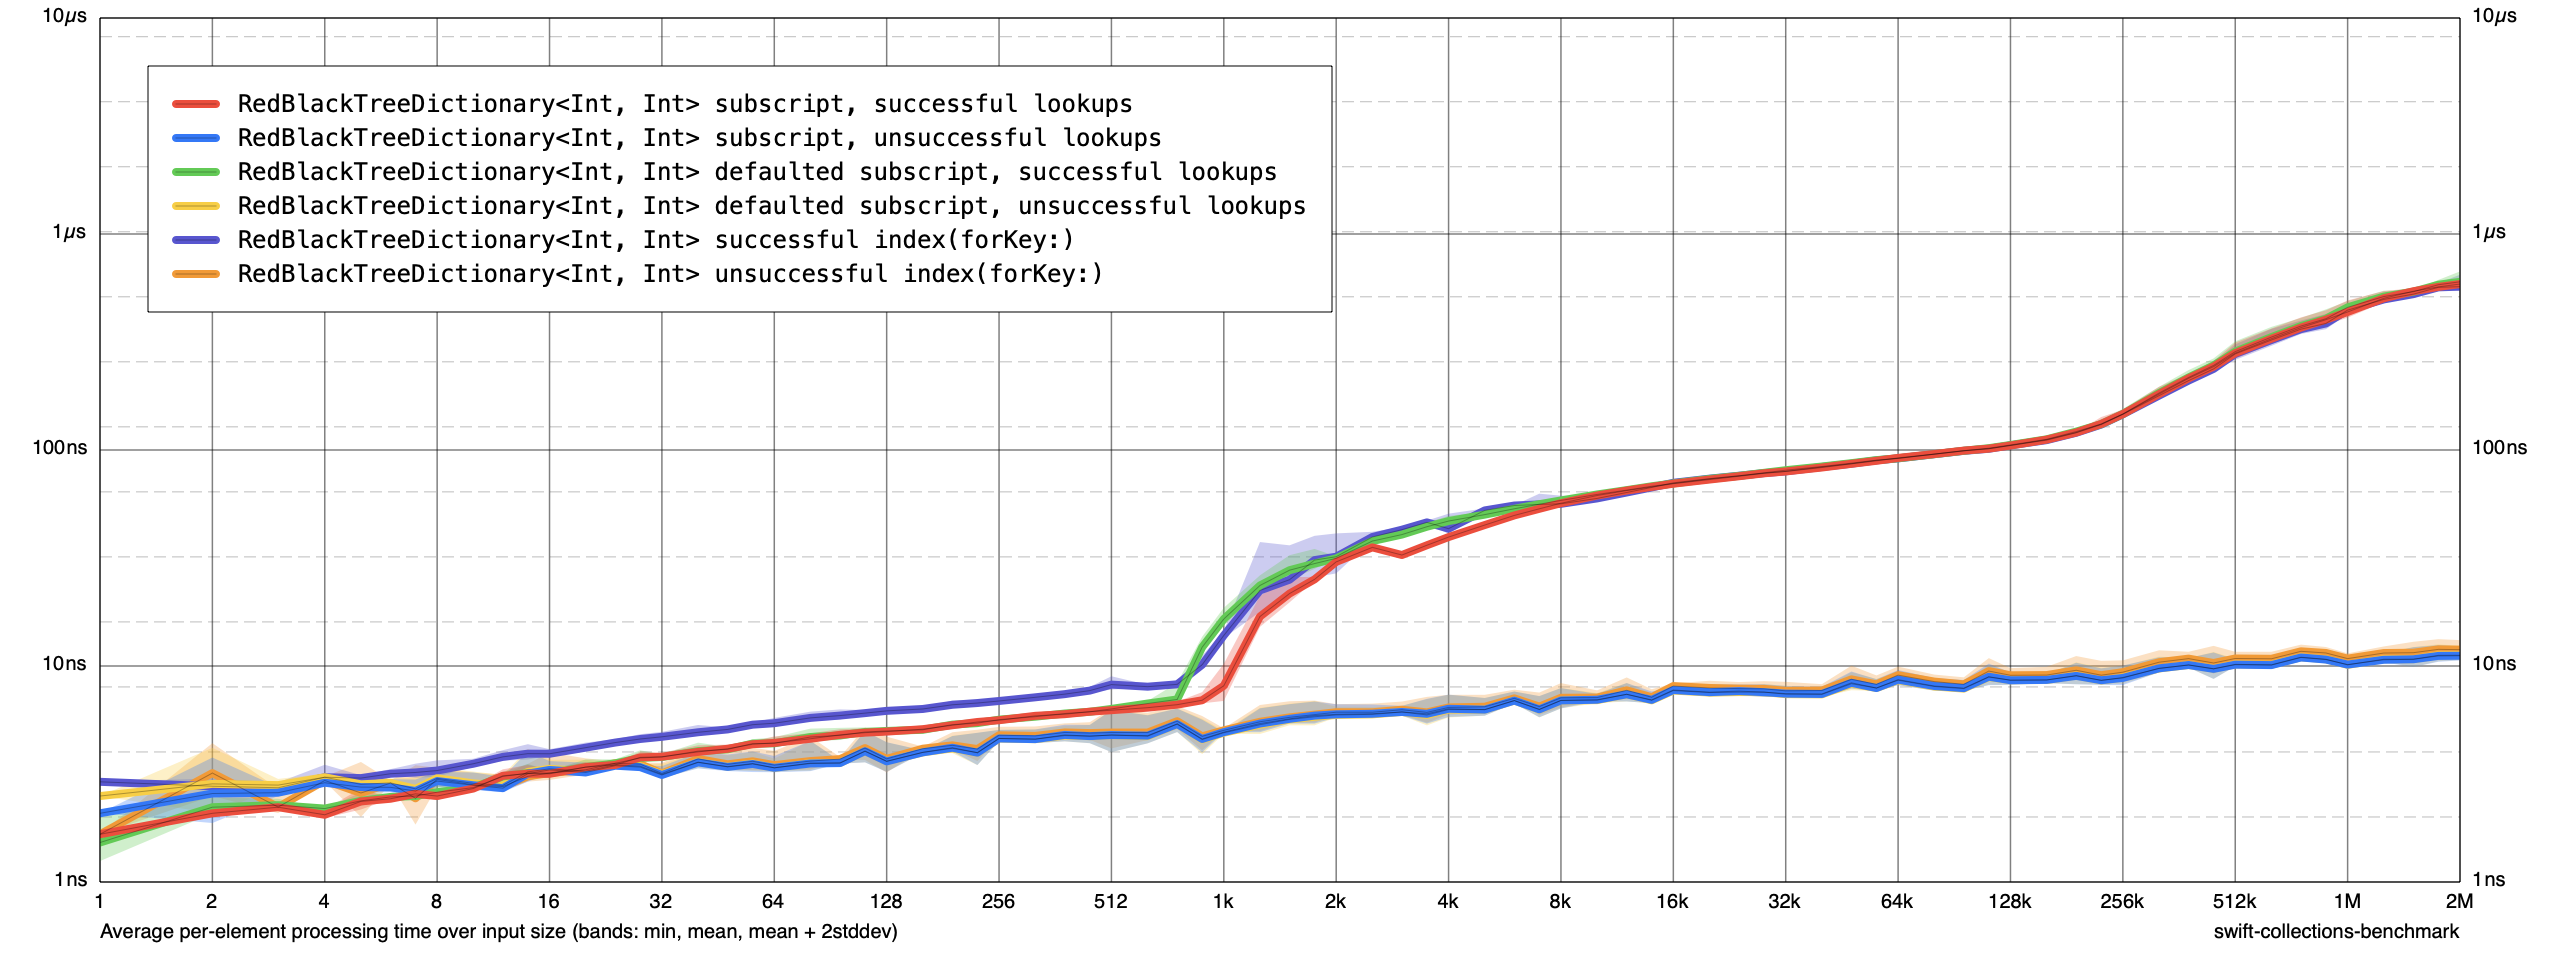 10µs 10µs
RedBlackTreeDictionary<Int, Int> subscript, successful lookups
RedBlackTreeDictionary<Int, Int> subscript, unsuccessful lookups
RedBlackTreeDictionary<Int, Int> defaulted subscript, successful lookups
RedBlackTreeDictionary<Int, Int> defaulted subscript, unsuccessful lookups
1µs 1µs
RedBlackTreeDictionary<Int, Int> successful index(forKey:)
RedBlackTreeDictionary<Int, Int> unsuccessful index(forKey:)
100ns 100ns
10ns 10ns
1ns 1ns
1 2 4 8 16 32 64 128 256 512 1k 2k 4k 8k 16k 32k 64k 128k 256k 512k 1M 2M
Average per-element processing time over input size (bands: min, mean, mean + 2stddev) swift-collections-benchmark